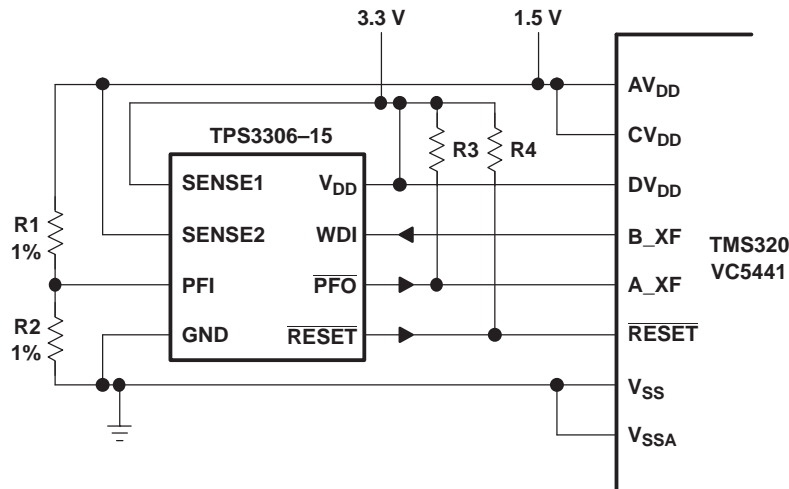 3.3 V
1.5 V
TPS3306–15
SENSE1
SENSE2
PFI
GND
VDD
WDI
PFO
RESET
R1
1%
R2
1%
R3
R4
AVDD
CVDD
DVDD
B_XF
A_XF
RESET
VSS
VSSA
TMS320
VC5441